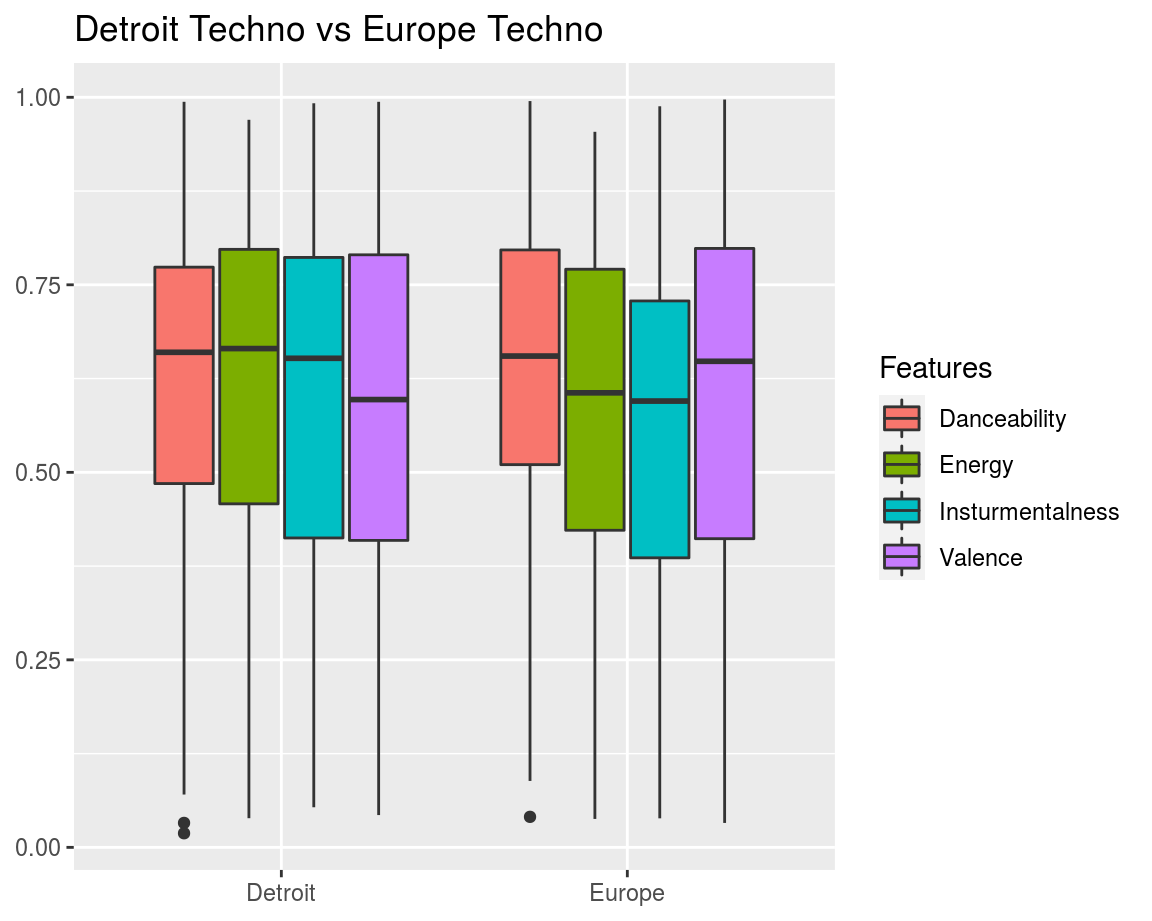 Detroit Techno vs Europe Techno
1.00
0.75
0.50
0.25
0.00
Detroit
Europe
Features
Danceability
Energy
Insturmentalness
Valence